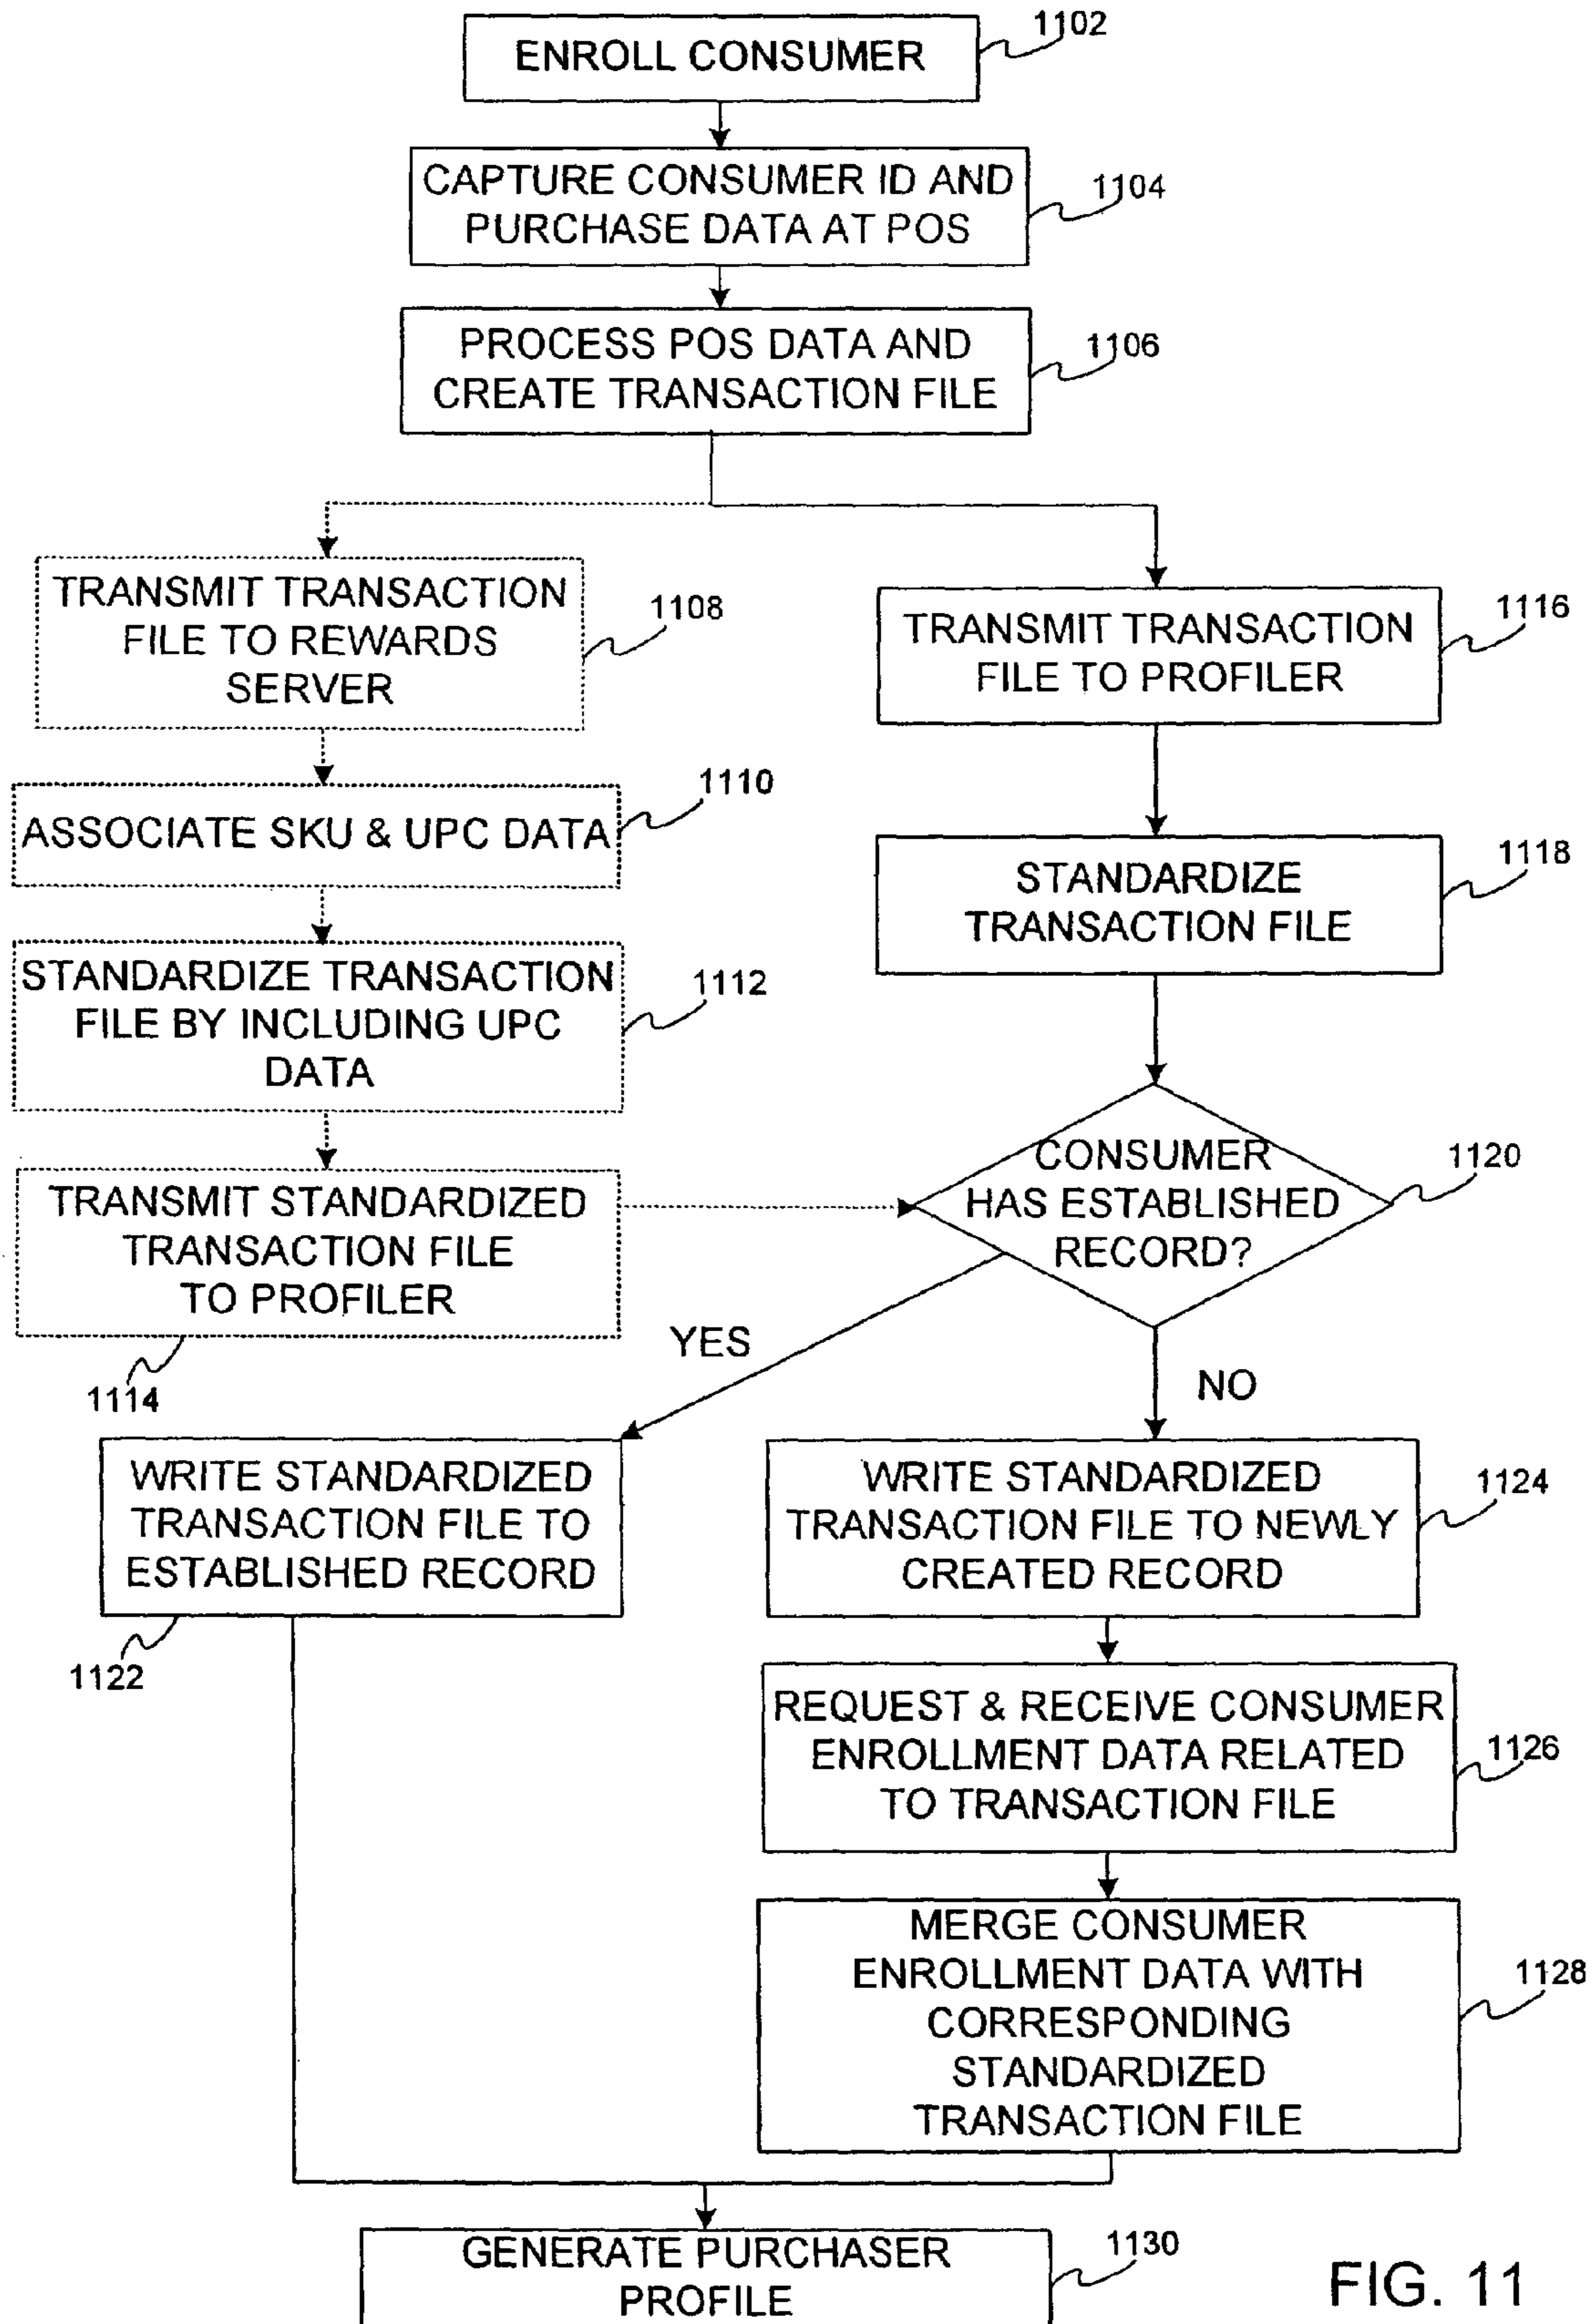 1102
ENROLL CONSUMER
CAPTURE CONSUMER ID AND
PURCHASE DATA AT POS
1104
PROCESS POS DATA AND
CREATE TRANSACTION FILE
1106
TRANSMIT TRANSACTION
FILE TO REWARDS
SERVER
1108
ASSOCIATE SKU & UPC DATA
1110
STANDARDIZE TRANSACTION
FILE BY INCLUDING UPC
DATA
1112
TRANSMIT STANDARDIZED
TRANSACTION FILE
TO PROFILER
1114
TRANSMIT TRANSACTION
FILE TO PROFILER
1116
STANDARDIZE
TRANSACTION FILE
1118
CONSUMER
HAS ESTABLISHED
RECORD?
1120
YES
NO
WRITE STANDARDIZED
TRANSACTION FILE TO
ESTABLISHED RECORD
1122
WRITE STANDARDIZED
TRANSACTION FILE TO NEWLY
CREATED RECORD
1124
REQUEST & RECEIVE CONSUMER
ENROLLMENT DATA RELATED
TO TRANSACTION FILE
1126
MERGE CONSUMER
ENROLLMENT DATA WITH
CORRESPONDING
STANDARDIZED
TRANSACTION FILE
1128
GENERATE PURCHASER
PROFILE
1130
FIG. 11